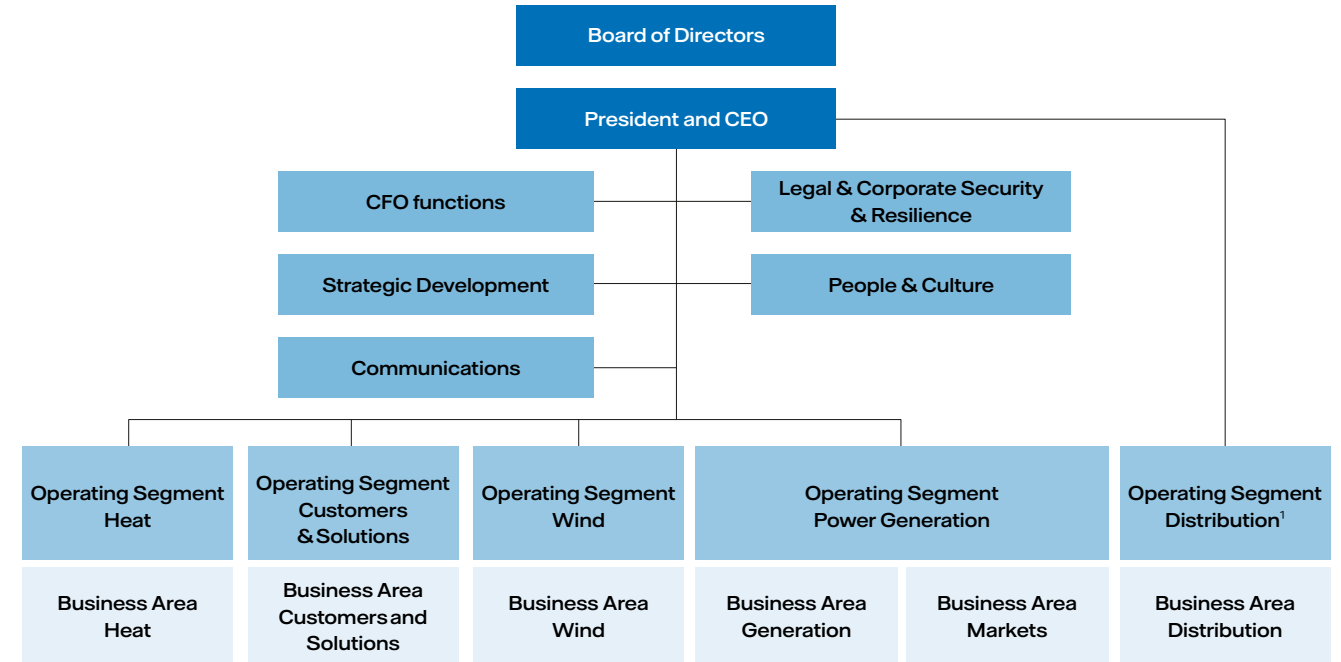 Board of Directors
President and CEO
CFO functions
Legal & Corporate Security
& Resilience
Strategic Development
People & Culture
Communications
Operating Segment
Heat
Operating Segment
Customers
& Solutions
Operating Segment
Wind
Operating Segment
Power Generation
Operating Segment
Distribution¹
Business Area
Heat
Business Area
Customers and
Solutions
Business Area
Wind
Business Area
Generation
Business Area
Markets
Business Area
Distribution